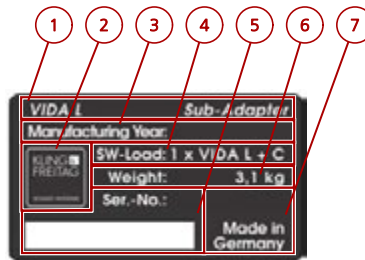 1 2 3 4 5 6 7
VIDA L Sub-Adapter
Manufacturing Year:
KLING
FREITAG
SW-Load: 1 x VIDA L + C
Weight: 3,1 kg
Ser.-No.:
Made in
Germany